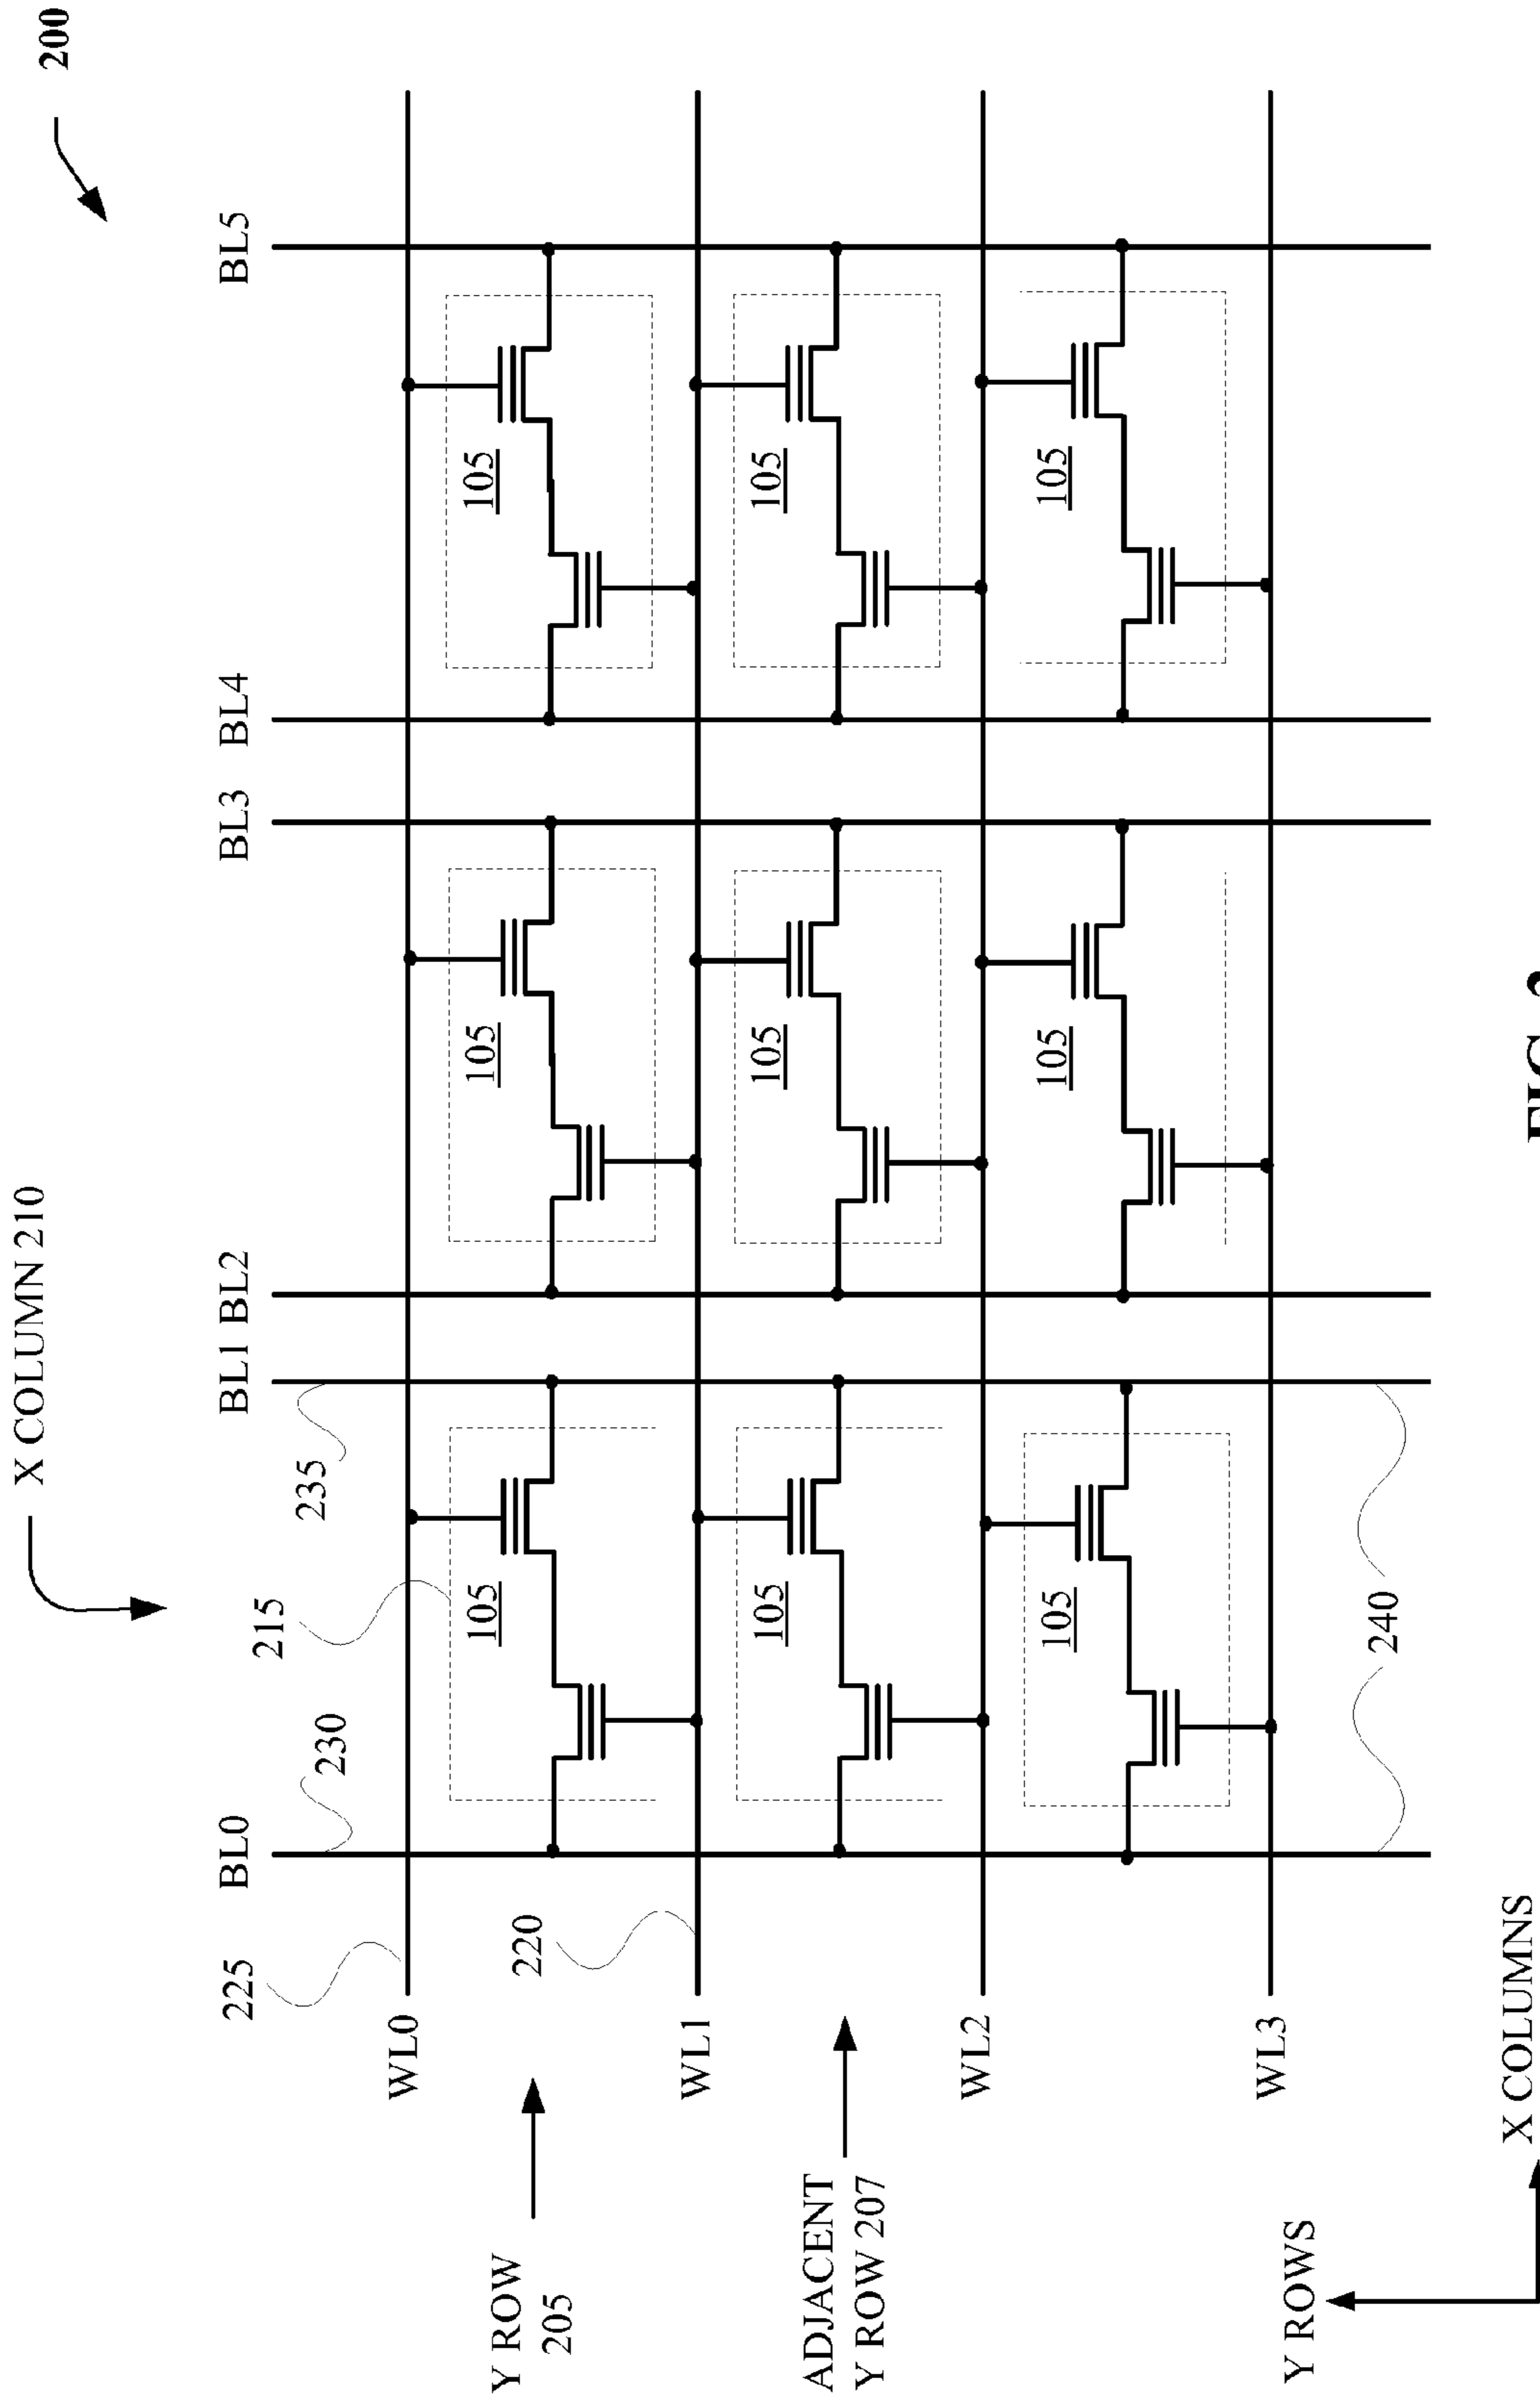 X COLUMN 210
200
BL0
BL1
BL2
BL3
BL4
BL5
225
230
215
235
WL0
105
105
105
Y ROW
205
220
WL1
105
105
105
ADJACENT
Y ROW 207
WL2
105
105
105
WL3
Y ROWS
240
X COLUMNS
FIG.